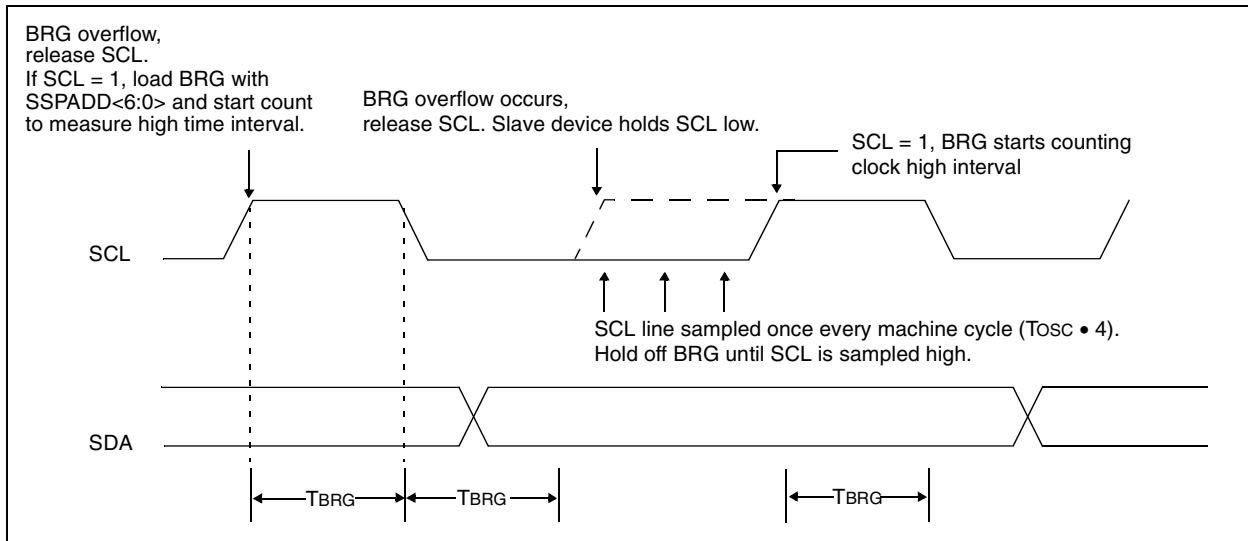 BRG overflow,
release SCL.
If SCL = 1, load BRG with
SSPADD<6:0> and start count
to measure high time interval.
BRG overflow occurs,
release SCL. Slave device holds SCL low.
SCL = 1, BRG starts counting
clock high interval
SCL
SCL line sampled once every machine cycle (TOSC • 4).
Hold off BRG until SCL is sampled high.
SDA
TBRG
TBRG
TBRG